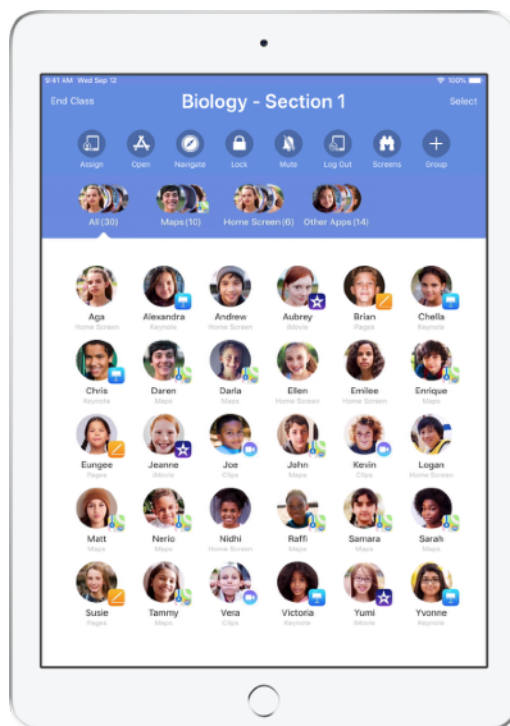 9:41 AM Wed Sep 12
100%
End Class
Biology - Section 1
Select
Assign
Open
Navigate
Lock
Mute
Log Out
Screens
Group
All (30)
Maps (10)
Home Screen (6)
Other Apps (14)
Aga
Alexandra
Andrew
Aubrey
Brian
Chella
Home Screen
Keynote
Home Screen
iMovie
Pages
Keynote
Chris
Daren
Darla
Ellen
Emilee
Enrique
Keynote
Maps
Maps
Home Screen
Home Screen
Maps
Eungee
Jeanne
Joe
John
Kevin
Logan
Pages
iMovie
Clips
Maps
Clips
Home Screen
Matt
Nerio
Nidhi
Raffi
Samara
Sarah
Maps
Maps
Home Screen
Maps
Maps
Maps
Susie
Tammy
Vera
Victoria
Yumi
Yvonne
Pages
Maps
Clips
Keynote
iMovie
Keynote